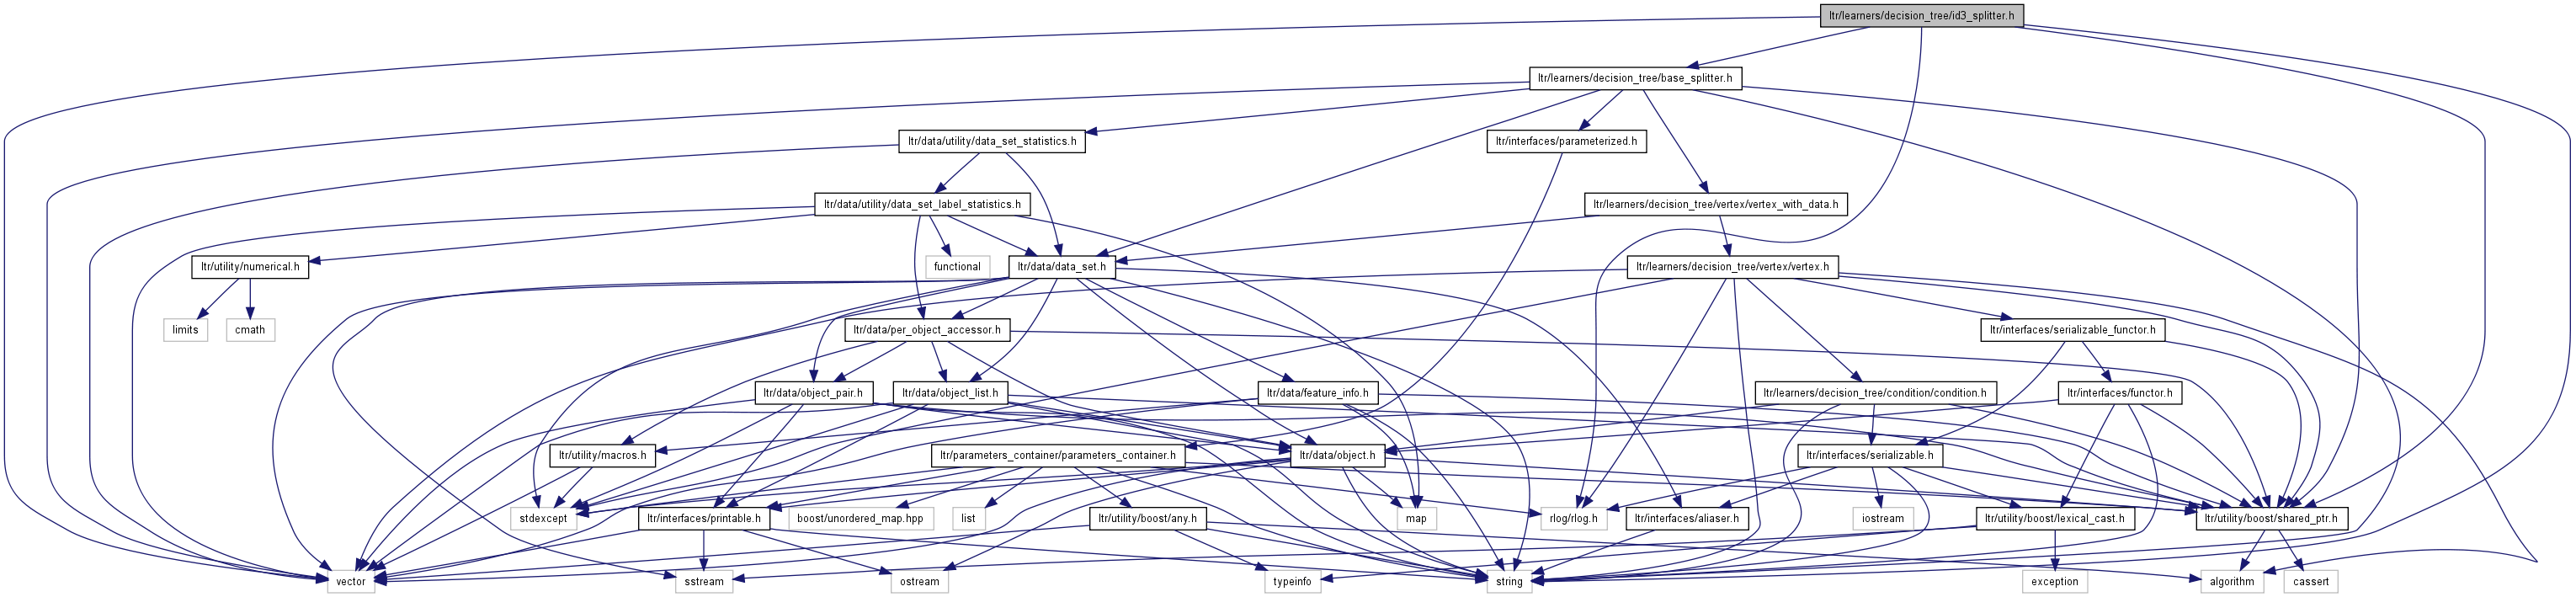 ltr/learners/decision_tree/id3_splitter.h
ltr/learners/decision_tree/base_splitter.h
ltr/data/utility/data_set_statistics.h
ltr/interfaces/parameterized.h
ltr/data/utility/data_set_label_statistics.h
ltr/learners/decision_tree/vertex/vertex_with_data.h
ltr/utility/numerical.h
functional
ltr/data/data_set.h
ltr/learners/decision_tree/vertex/vertex.h
limits
cmath
ltr/data/per_object_accessor.h
ltr/interfaces/serializable_functor.h
ltr/data/object_pair.h
ltr/data/object_list.h
ltr/data/feature_info.h
ltr/learners/decision_tree/condition/condition.h
ltr/interfaces/functor.h
ltr/utility/macros.h
ltr/parameters_container/parameters_container.h
ltr/data/object.h
ltr/interfaces/serializable.h
stdexcept
ltr/interfaces/printable.h
boost/unordered_map.hpp
list
ltr/utility/boost/any.h
map
rlog/rlog.h
ltr/interfaces/aliaser.h
iostream
ltr/utility/boost/lexical_cast.h
ltr/utility/boost/shared_ptr.h
vector
sstream
ostream
typeinfo
string
exception
algorithm
cassert